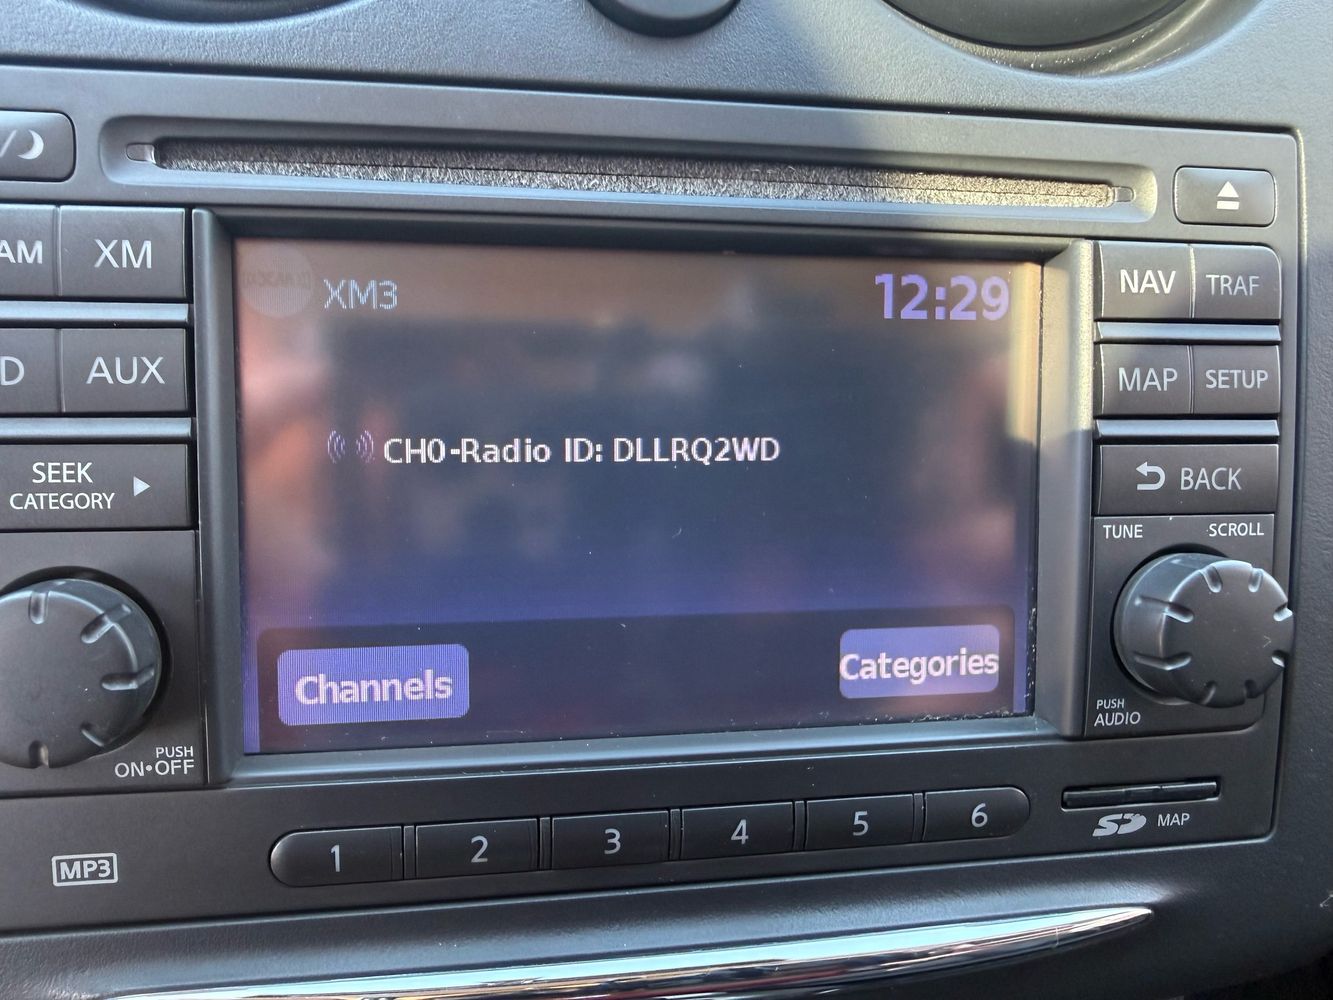 AM
XM
D
AUX
SEEK
CATEGORY
PUSH
ON•OFF
MP3
XM3
12:29
CH0-Radio ID: DLLRQ2WD
Channels
Categories
NAV
TRAF
MAP
SETUP
BACK
TUNE
SCROLL
PUSH
AUDIO
1
2
3
4
5
6
SD
MAP